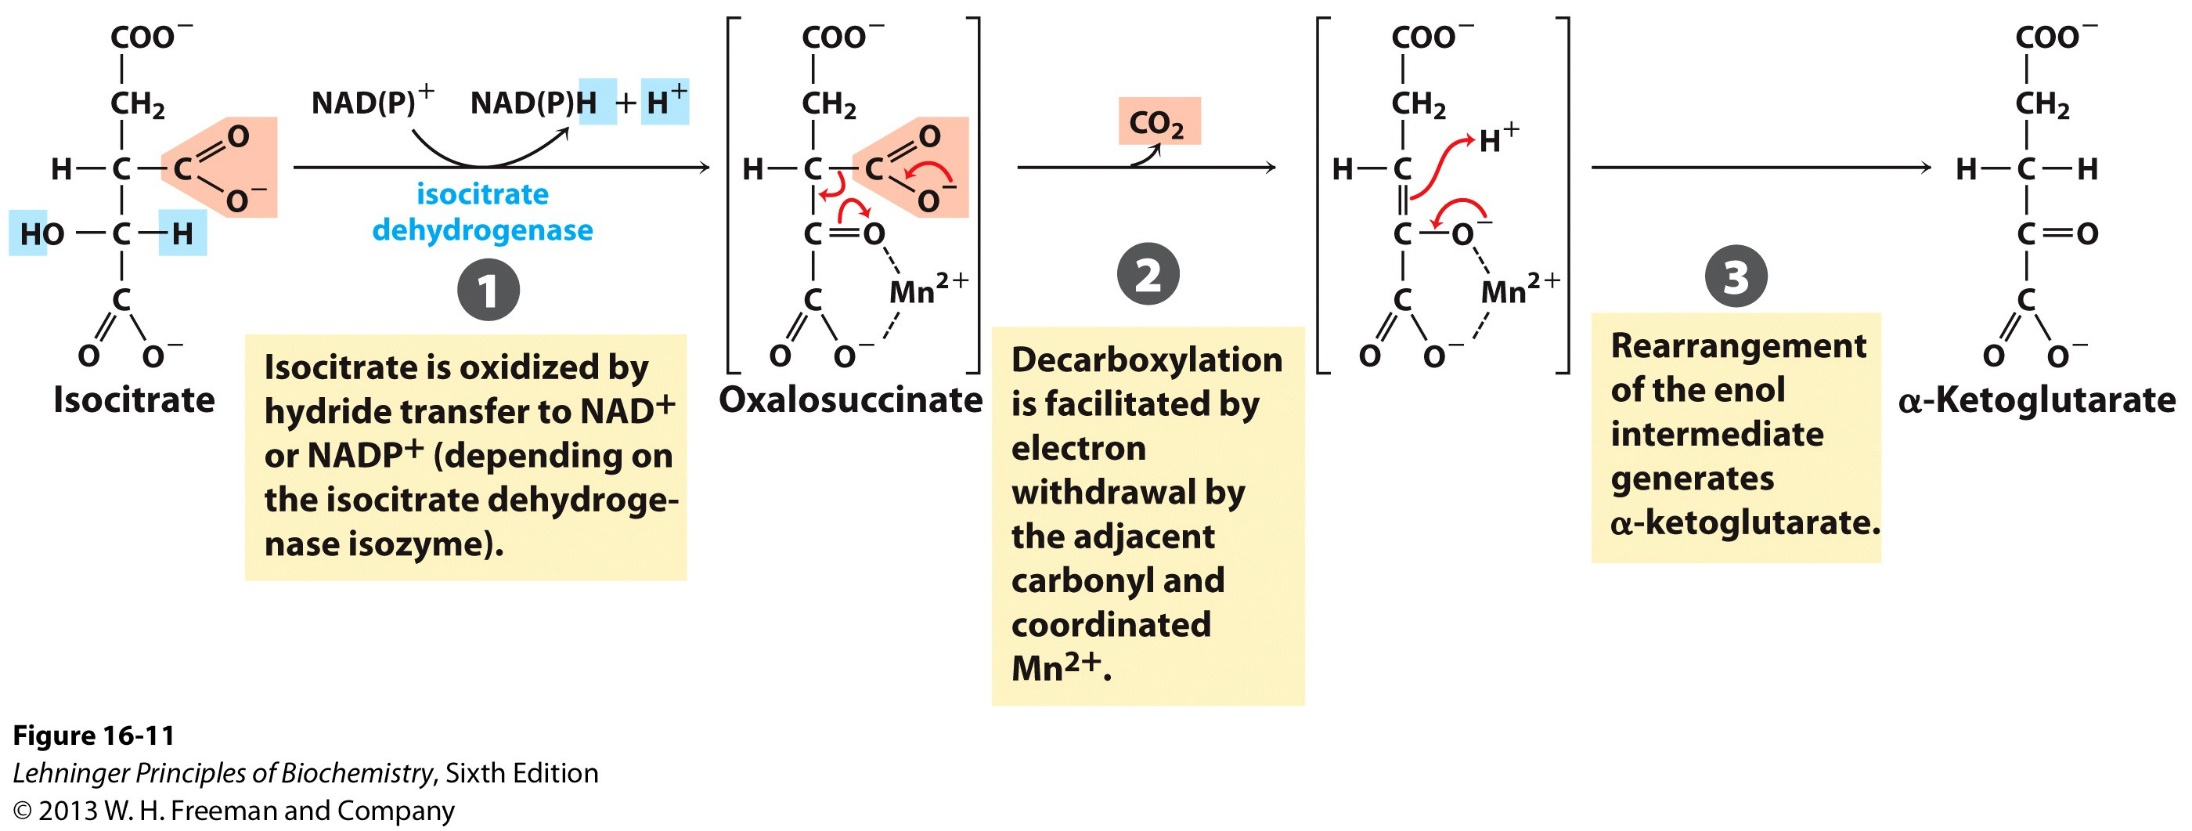 COO⁻
CH₂
H—C—C
O
O⁻
HO—C—H
C
O O⁻
Isocitrate
NAD(P)⁺ NAD(P)H + H⁺
isocitrate
dehydrogenase
1
Isocitrate is oxidized by
hydride transfer to NAD⁺
or NADP⁺ (depending on
the isocitrate dehydroge-
nase isozyme).
COO⁻
CH₂
H—C—C
O
O⁻
C=O
Mn²⁺
C
O O⁻
Oxalosuccinate
CO₂
2
Decarboxylation
is facilitated by
electron
withdrawal by
the adjacent
carbonyl and
coordinated
Mn²⁺.
COO⁻
CH₂
H⁺
H—C
C—O⁻
Mn²⁺
C
O O⁻
3
Rearrangement
of the enol
intermediate
generates
α-ketoglutarate.
COO⁻
CH₂
H—C—H
C=O
C
O O⁻
α-Ketoglutarate
Figure 16-11
Lehninger Principles of Biochemistry, Sixth Edition
© 2013 W. H. Freeman and Company